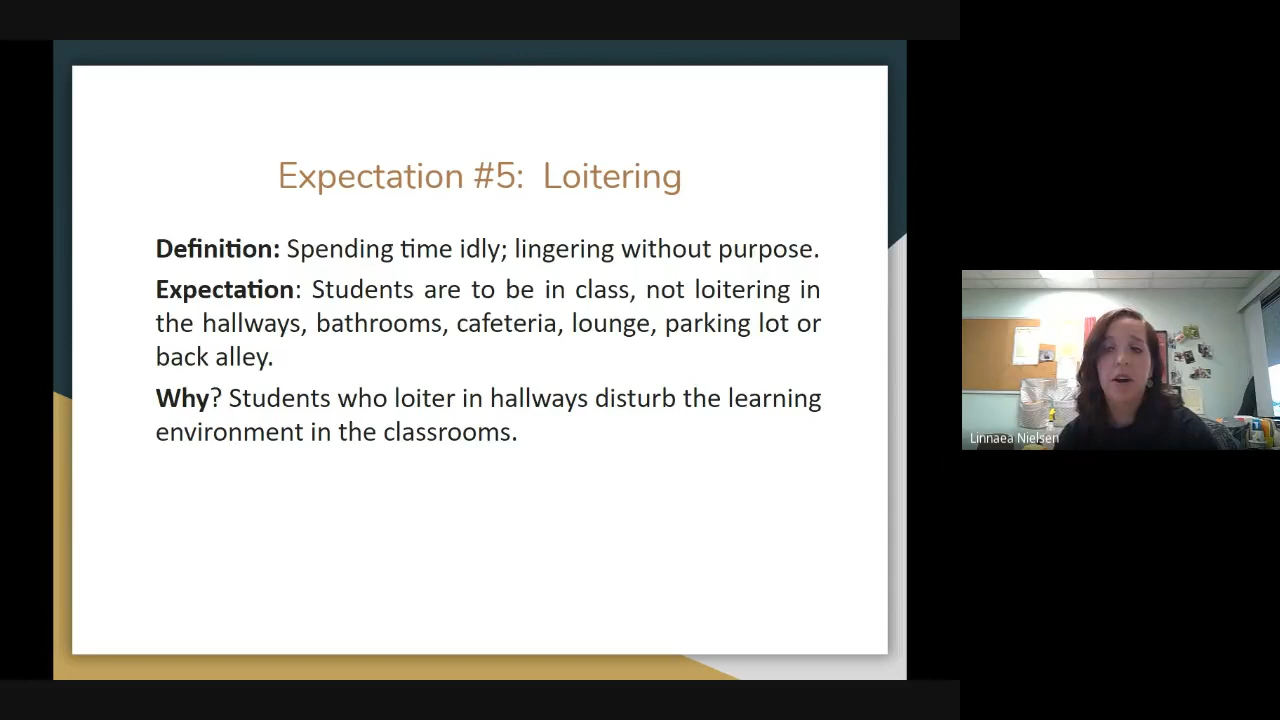 Expectation #5:  Loitering
Definition: Spending time idly; lingering without purpose.
Expectation: Students are to be in class, not loitering in
the hallways, bathrooms, cafeteria, lounge, parking lot or
back alley.
Why? Students who loiter in hallways disturb the learning
environment in the classrooms.
Linnaea Nielsen